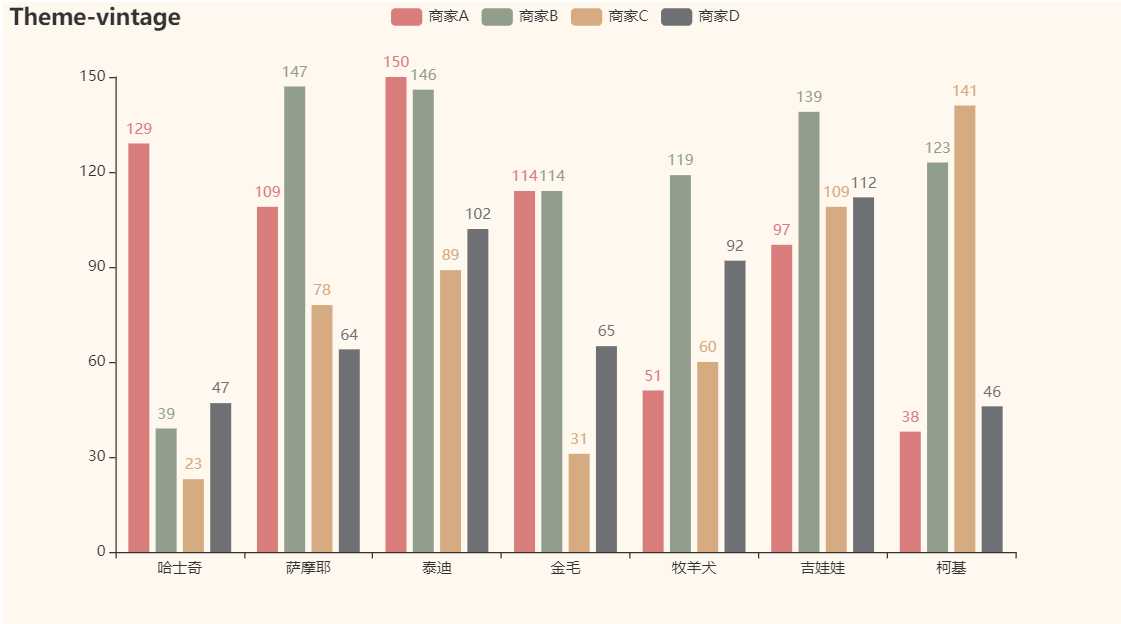 Theme-vintage
商家A 商家B 商家C 商家D
150
120
90
60
30
0
129 39 23 47
109 147 78 64
150 146 89 102
114 114 31 65
51 119 60 92
97 139 109 112
38 123 141 46
哈士奇 萨摩耶 泰迪 金毛 牧羊犬 吉娃娃 柯基